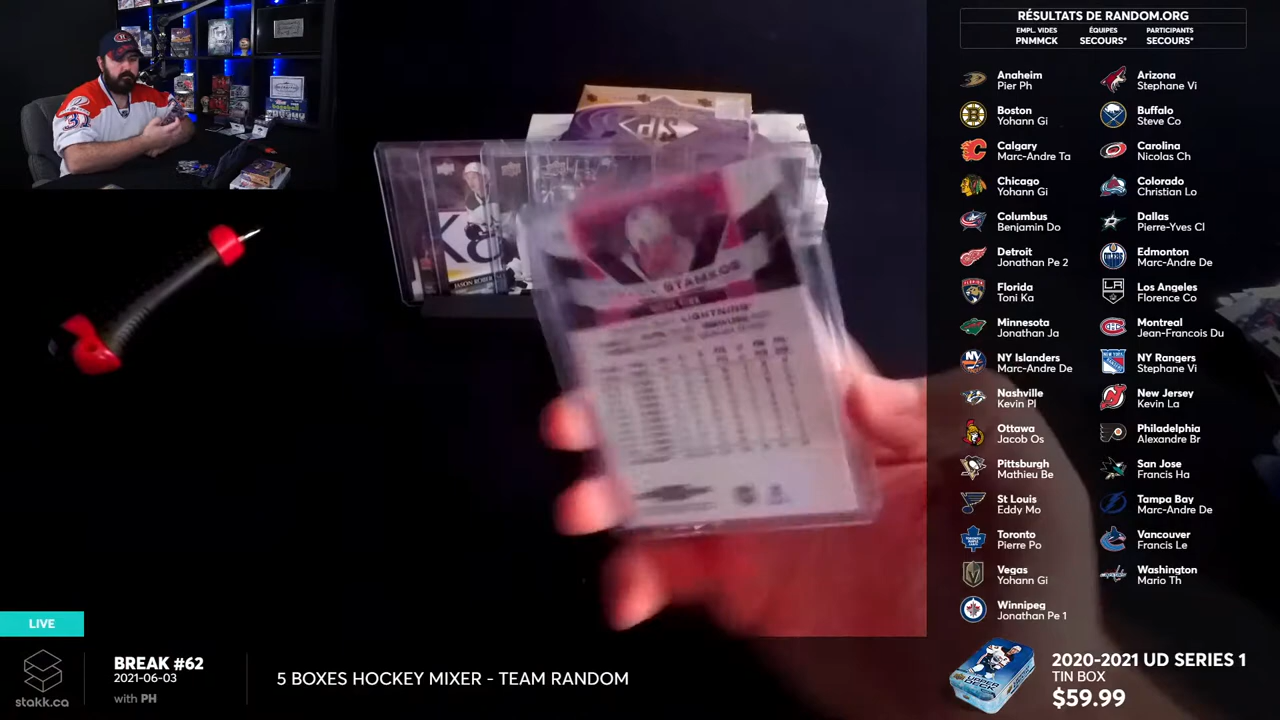 RÉSULTATS DE RANDOM.ORG
EMPL. VIDES
PNMMCK
ÉQUIPES
SECOURS*
PARTICIPANTS
SECOURS*
Anaheim
Pier Ph
Arizona
Stephane Vi
Boston
Yohann Gi
Buffalo
Steve Co
Calgary
Marc-Andre Ta
Carolina
Nicolas Ch
Chicago
Yohann Gi
Colorado
Christian Lo
Columbus
Benjamin Do
Dallas
Pierre-Yves Cl
Detroit
Jonathan Pe 2
Edmonton
Marc-Andre De
Florida
Toni Ka
Los Angeles
Florence Co
Minnesota
Jonathan Ja
Montreal
Jean-Francois Du
NY Islanders
Marc-Andre De
NY Rangers
Stephane Vi
Nashville
Kevin Pl
New Jersey
Kevin La
Ottawa
Jacob Os
Philadelphia
Alexandre Br
Pittsburgh
Mathieu Be
San Jose
Francis Ha
St Louis
Eddy Mo
Tampa Bay
Marc-Andre De
Toronto
Pierre Po
Vancouver
Francis Le
Vegas
Yohann Gi
Washington
Mario Th
Winnipeg
Jonathan Pe 1
SP
STAMKOS
LIGHTNING
31
LIVE
stakk.ca
BREAK #62
2021-06-03
with PH
5 BOXES HOCKEY MIXER - TEAM RANDOM
2020-2021 UD SERIES 1
TIN BOX
$59.99